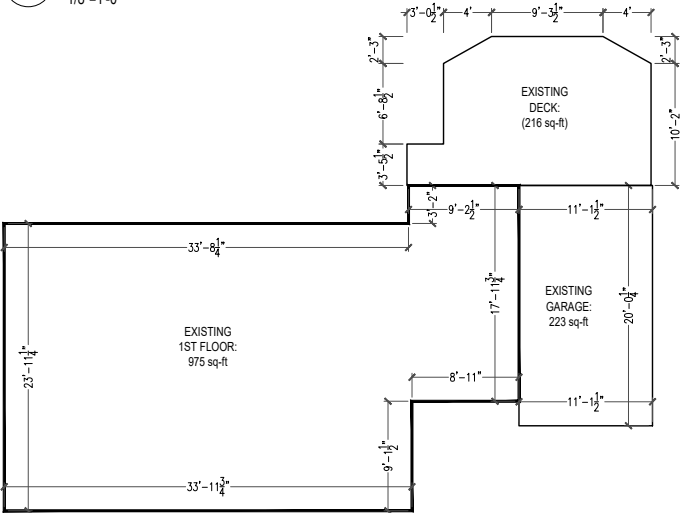 1/8"=1'-0"
3'-0½" 4' 9'-3½" 4'
2'-3" 2'-3"
6'-8½"
EXISTING
DECK:
(216 sq-ft)
10'-2"
3'-5½"
3'-2" 9'-2½" 11'-1½"
33'-8¼"
17'-11¾"
EXISTING
GARAGE:
223 sq-ft
20'-0¼"
EXISTING
1ST FLOOR:
975 sq-ft
23'-11¼"
8'-11"
11'-1½"
9'-1½"
33'-11¾"